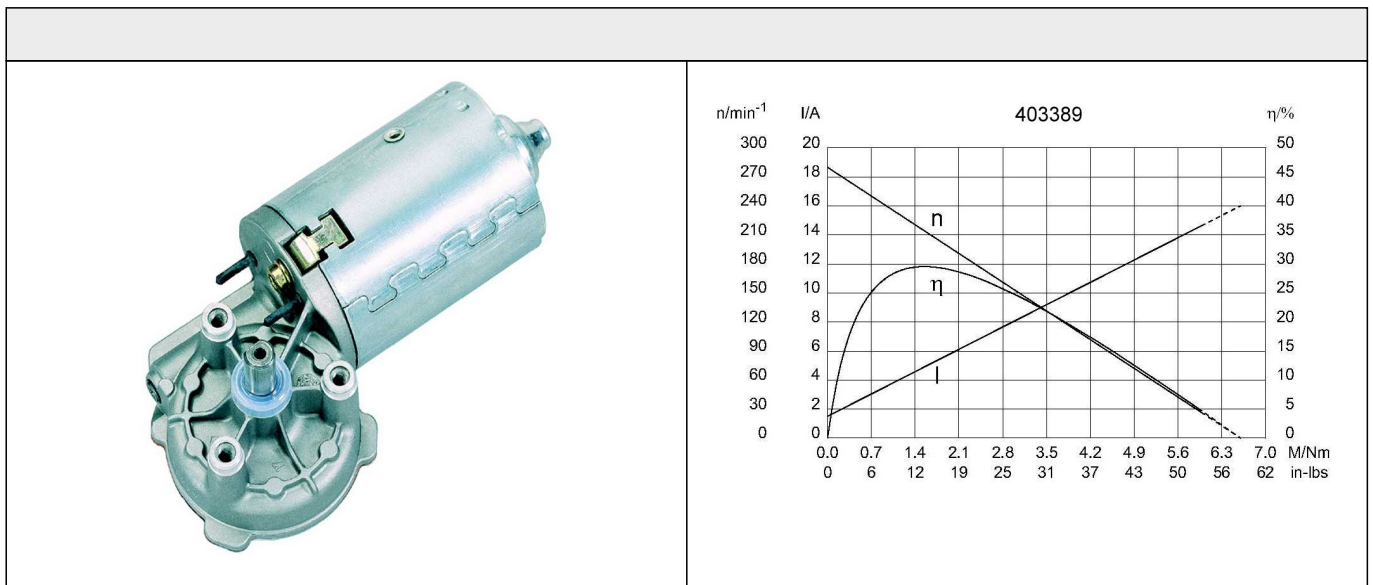 n/min-1 I/A 403389 η/%
300 20 50
270 18 45
240 16 40
210 14 35
180 12 30
150 10 25
120 8 20
90 6 15
60 4 10
30 2 5
0 0 0
n
η
I
0.0 0.7 1.4 2.1 2.8 3.5 4.2 4.9 5.6 6.3 7.0 M/Nm
0 6 12 19 25 31 37 43 50 56 62 in-lbs